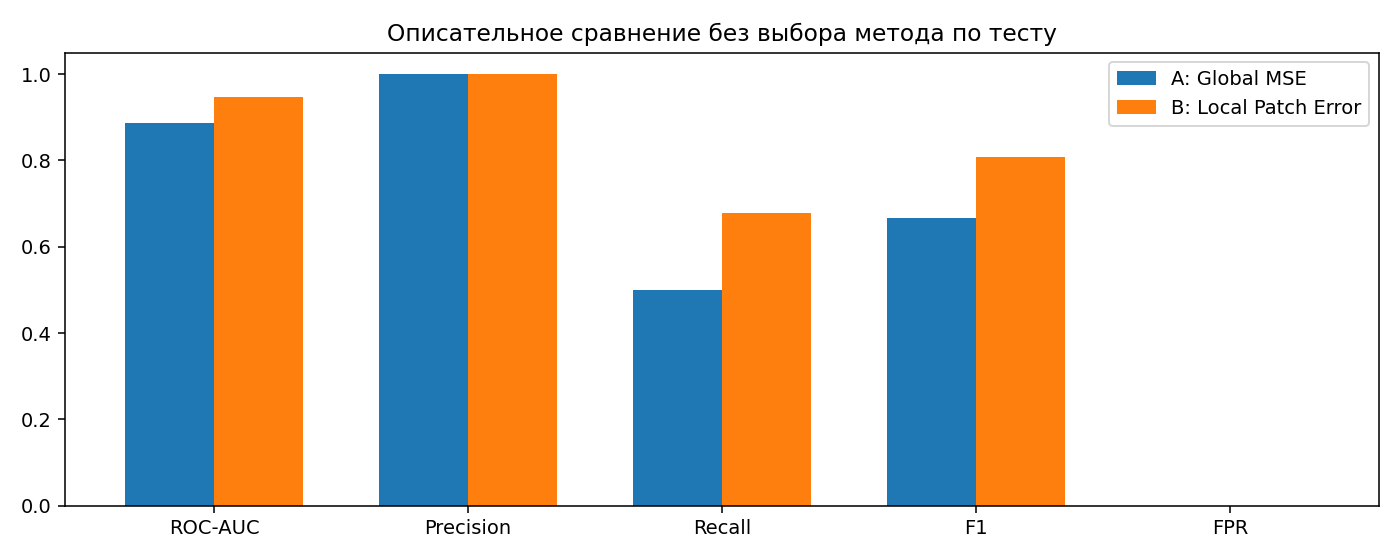 Описательное сравнение без выбора метода по тесту
A: Global MSE
B: Local Patch Error
1.0
0.8
0.6
0.4
0.2
0.0
ROC-AUC
Precision
Recall
F1
FPR